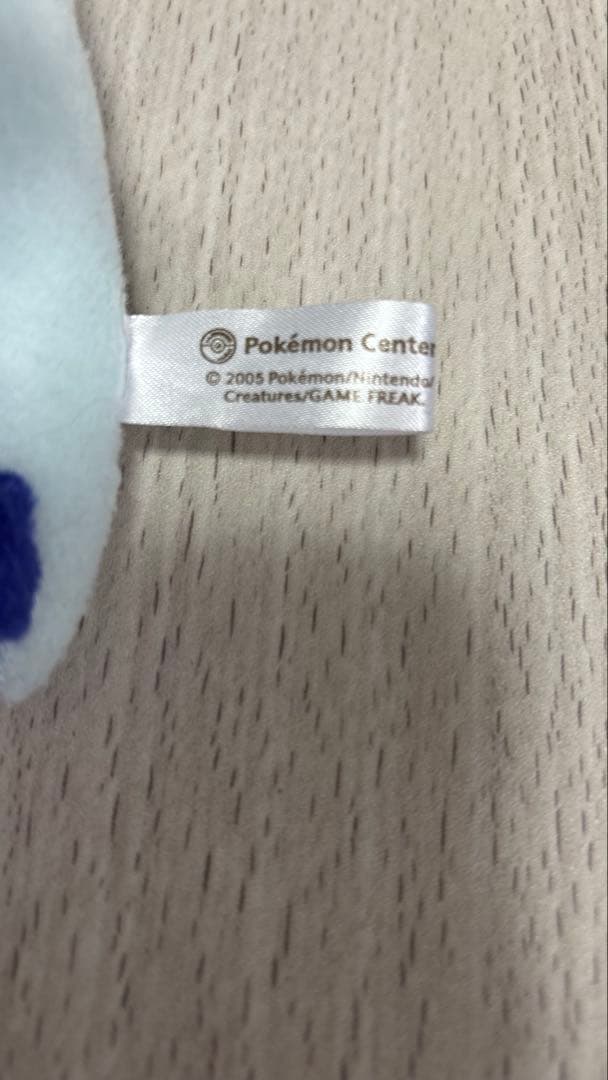 Pokémon Center
© 2005 Pokémon/Nintendo/
Creatures/GAME FREAK.